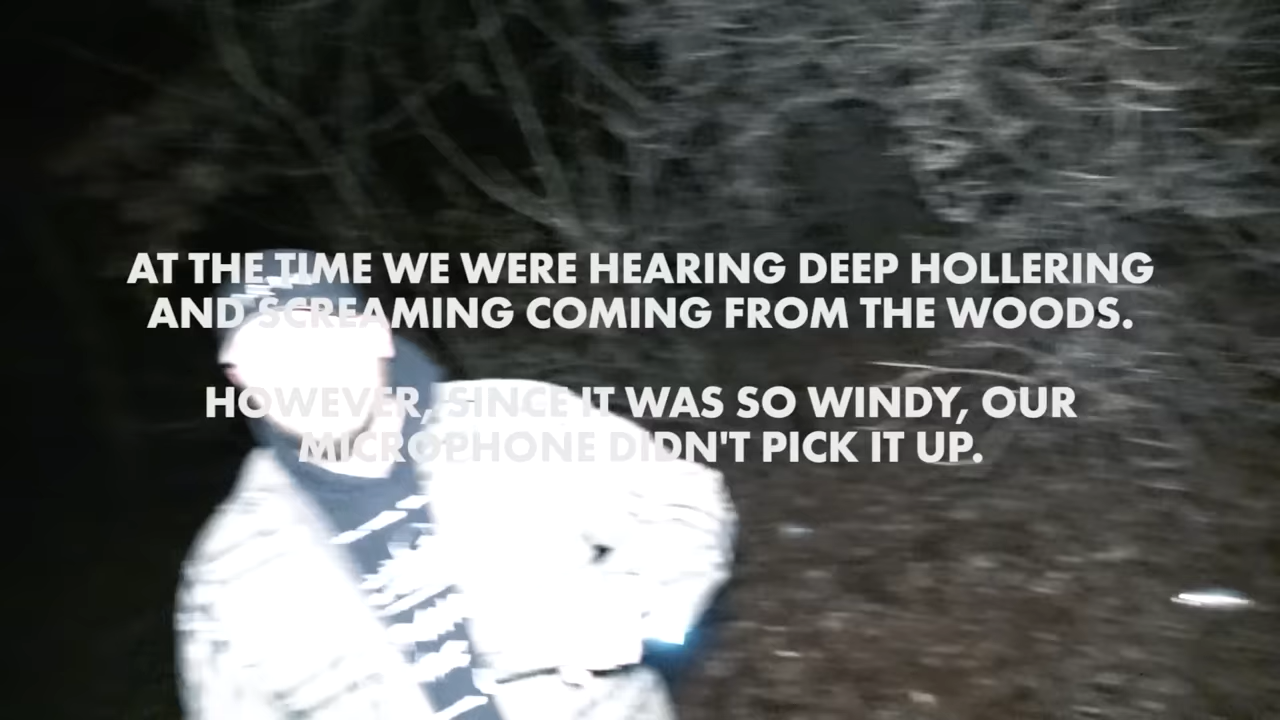 AT THE TIME WE WERE HEARING DEEP HOLLERING
AND SCREAMING COMING FROM THE WOODS.
HOWEVER, SINCE IT WAS SO WINDY, OUR
MICROPHONE DIDN'T PICK IT UP.